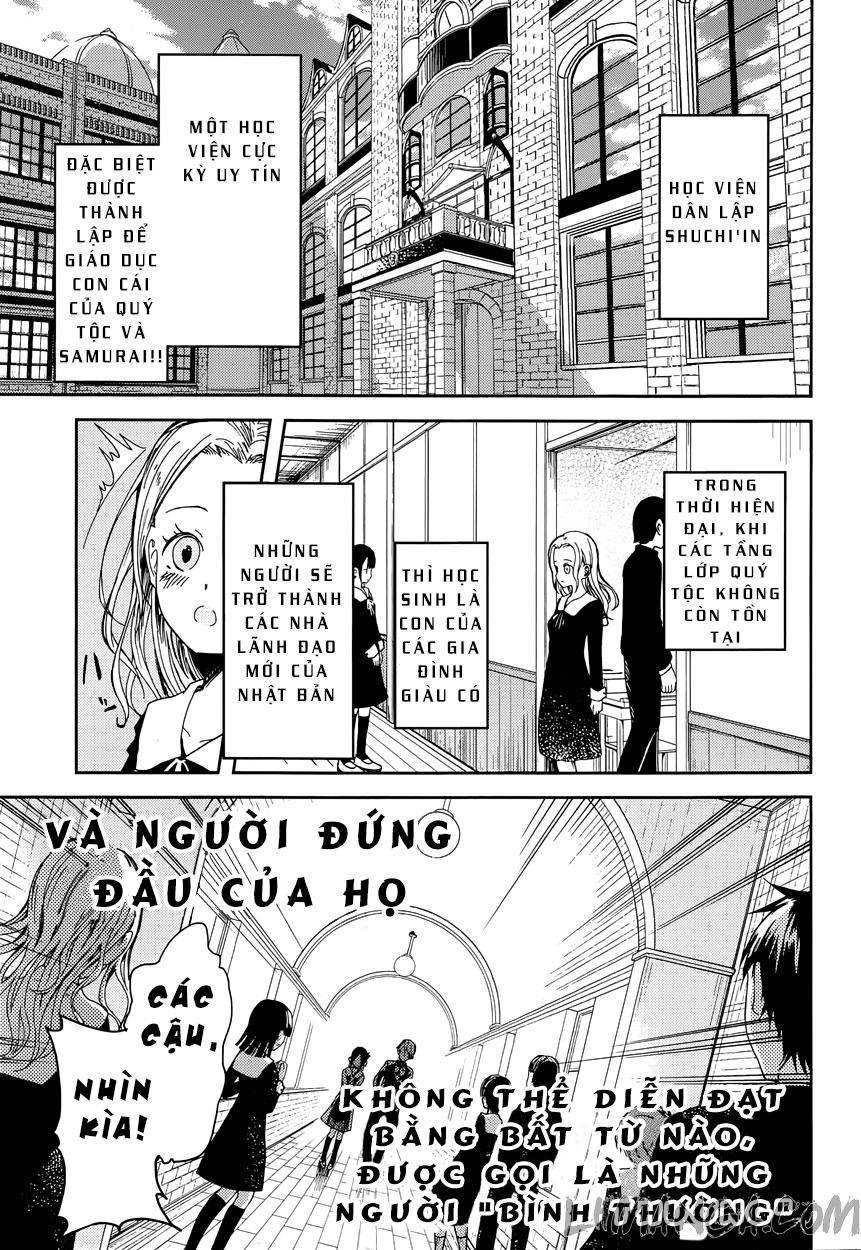 HỌC VIỆN
DÂN LẬP
SHUCHI'IN
MỘT HỌC
VIỆN CỰC
KỲ UY TÍN
ĐẶC BIỆT
ĐƯỢC
THÀNH
LẬP ĐỂ
GIÁO DỤC
CON CÁI
CỦA QUÝ
TỘC VÀ
SAMURAI!!
TRONG
THỜI HIỆN
ĐẠI, KHI
CÁC TẦNG
LỚP QUÝ
TỘC KHÔNG
CÒN TỒN
TẠI
THÌ HỌC
SINH LÀ
CON CỦA
CÁC GIA
ĐÌNH
GIÀU CÓ
NHỮNG
NGƯỜI SẼ
TRỞ THÀNH
CÁC NHÀ
LÃNH ĐẠO
MỚI CỦA
NHẬT BẢN
VÀ NGƯỜI ĐỨNG
ĐẦU CỦA HỌ
CÁC
CẬU,
NHÌN
KÌA!
KHÔNG THỂ DIỄN ĐẠT
BẰNG BẤT TỪ NÀO,
ĐƯỢC GỌI LÀ NHỮNG
NGƯỜI "BÌNH THƯỜNG"